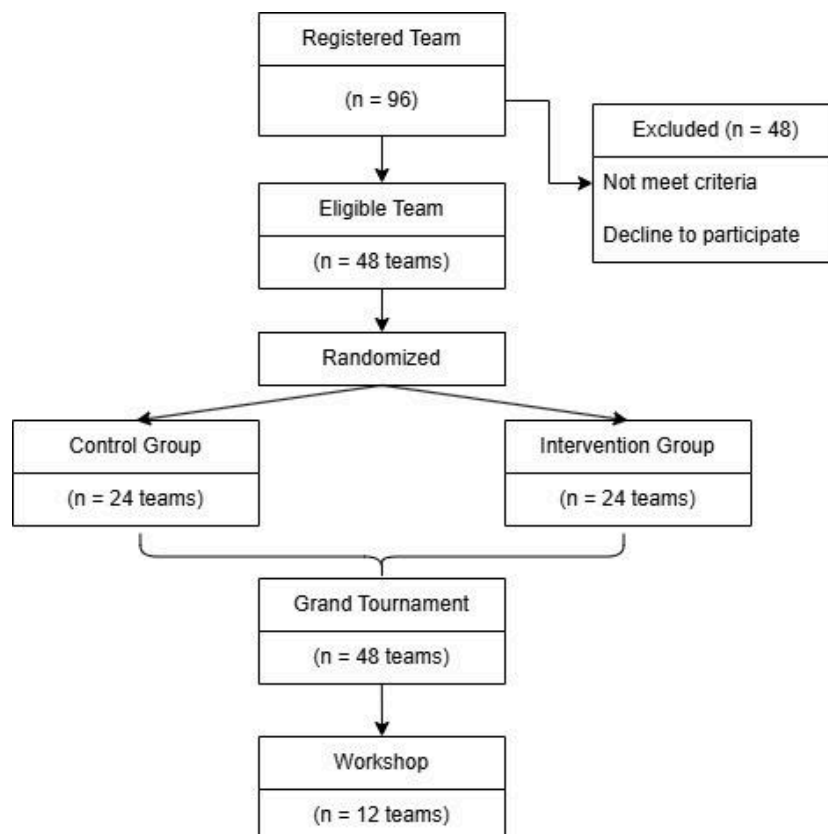 Registered Team
(n = 96)
Excluded (n = 48)
Not meet criteria
Decline to participate
Eligible Team
(n = 48 teams)
Randomized
Control Group
(n = 24 teams)
Intervention Group
(n = 24 teams)
Grand Tournament
(n = 48 teams)
Workshop
(n = 12 teams)